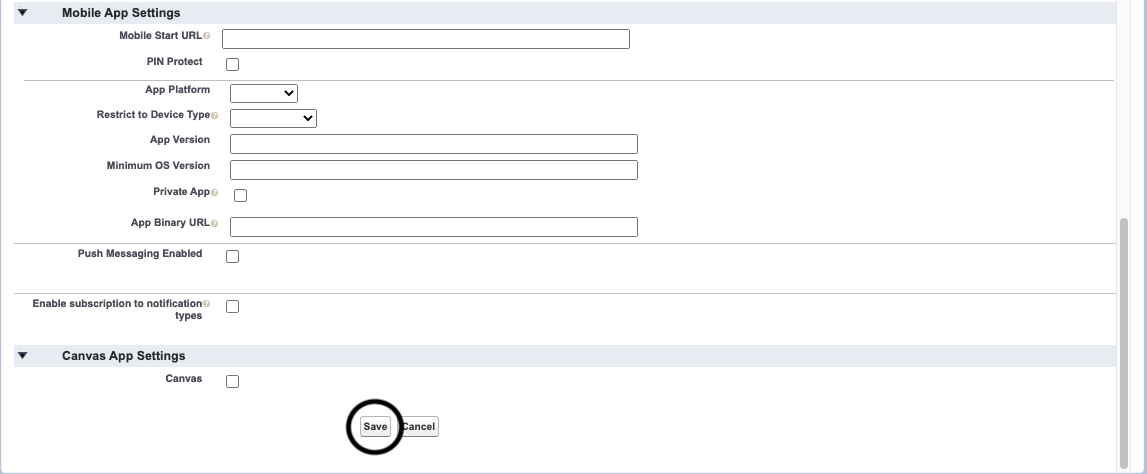 Mobile App Settings
Mobile Start URL
PIN Protect
App Platform
Restrict to Device Type
App Version
Minimum OS Version
Private App
App Binary URL
Push Messaging Enabled
Enable subscription to notification
types
Canvas App Settings
Canvas
Save Cancel